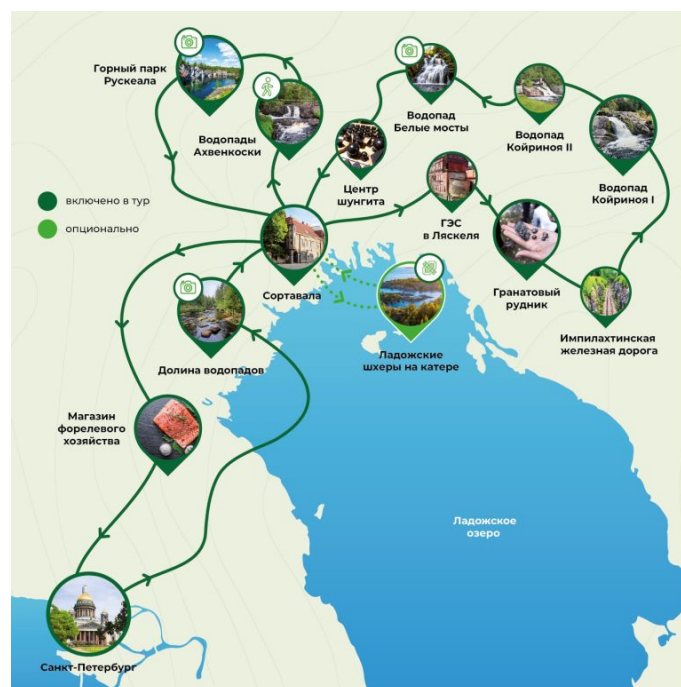 Горный парк
Рускеала
Водопады
Ахвенкоски
Водопад
Белые мосты
Водопад
Койриноя II
Водопад
Койриноя I
Центр
шунгита
ГЭС
в Ляскеля
включено в тур
опционально
Сортавала
Гранатовый
рудник
Импилахтинская
железная дорога
Ладожские
шхеры на катере
Долина водопадов
Магазин
форелевого
хозяйства
Ладожское
озеро
Санкт-Петербург